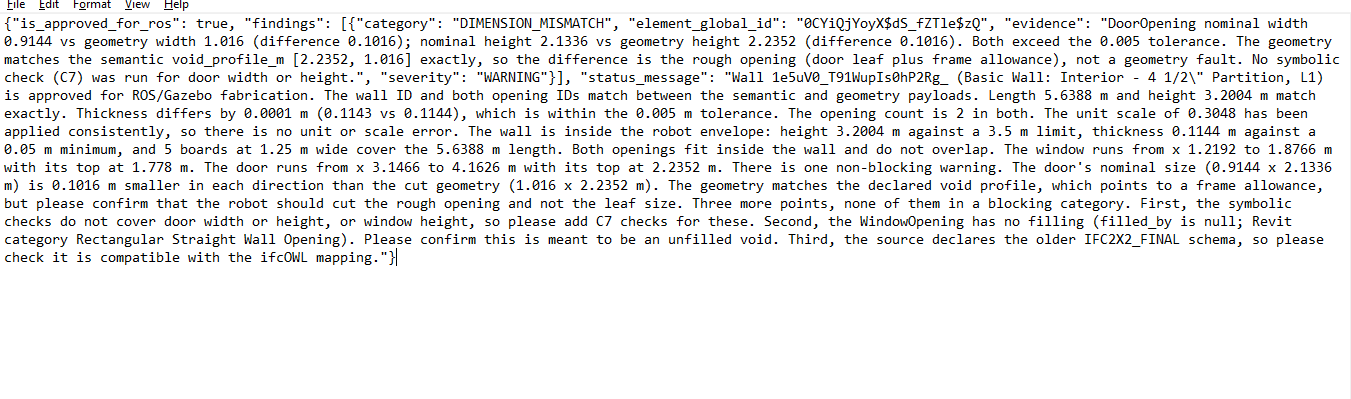 File Edit Format View Help
{"is_approved_for_ros": true, "findings": [{"category": "DIMENSION_MISMATCH", "element_global_id": "0CYiQjYoyX$dS_fZTle$zQ", "evidence": "DoorOpening nominal width
0.9144 vs geometry width 1.016 (difference 0.1016); nominal height 2.1336 vs geometry height 2.2352 (difference 0.1016). Both exceed the 0.005 tolerance. The geometry
matches the semantic void_profile_m [2.2352, 1.016] exactly, so the difference is the rough opening (door leaf plus frame allowance), not a geometry fault. No symbolic
check (C7) was run for door width or height.", "severity": "WARNING"}], "status_message": "Wall 1e5uV0_T91WupIs0hP2Rg_ (Basic Wall: Interior - 4 1/2\" Partition, L1)
is approved for ROS/Gazebo fabrication. The wall ID and both opening IDs match between the semantic and geometry payloads. Length 5.6388 m and height 3.2004 m match
exactly. Thickness differs by 0.0001 m (0.1143 vs 0.1144), which is within the 0.005 m tolerance. The opening count is 2 in both. The unit scale of 0.3048 has been
applied consistently, so there is no unit or scale error. The wall is inside the robot envelope: height 3.2004 m against a 3.5 m limit, thickness 0.1144 m against a
0.05 m minimum, and 5 boards at 1.25 m wide cover the 5.6388 m length. Both openings fit inside the wall and do not overlap. The window runs from x 1.2192 to 1.8766 m
with its top at 1.778 m. The door runs from x 3.1466 to 4.1626 m with its top at 2.2352 m. There is one non-blocking warning. The door's nominal size (0.9144 x 2.1336
m) is 0.1016 m smaller in each direction than the cut geometry (1.016 x 2.2352 m). The geometry matches the declared void profile, which points to a frame allowance,
but please confirm that the robot should cut the rough opening and not the leaf size. Three more points, none of them in a blocking category. First, the symbolic
checks do not cover door width or height, or window height, so please add C7 checks for these. Second, the WindowOpening has no filling (filled_by is null; Revit
category Rectangular Straight Wall Opening). Please confirm this is meant to be an unfilled void. Third, the source declares the older IFC2X2_FINAL schema, so please
check it is compatible with the ifcOWL mapping."}